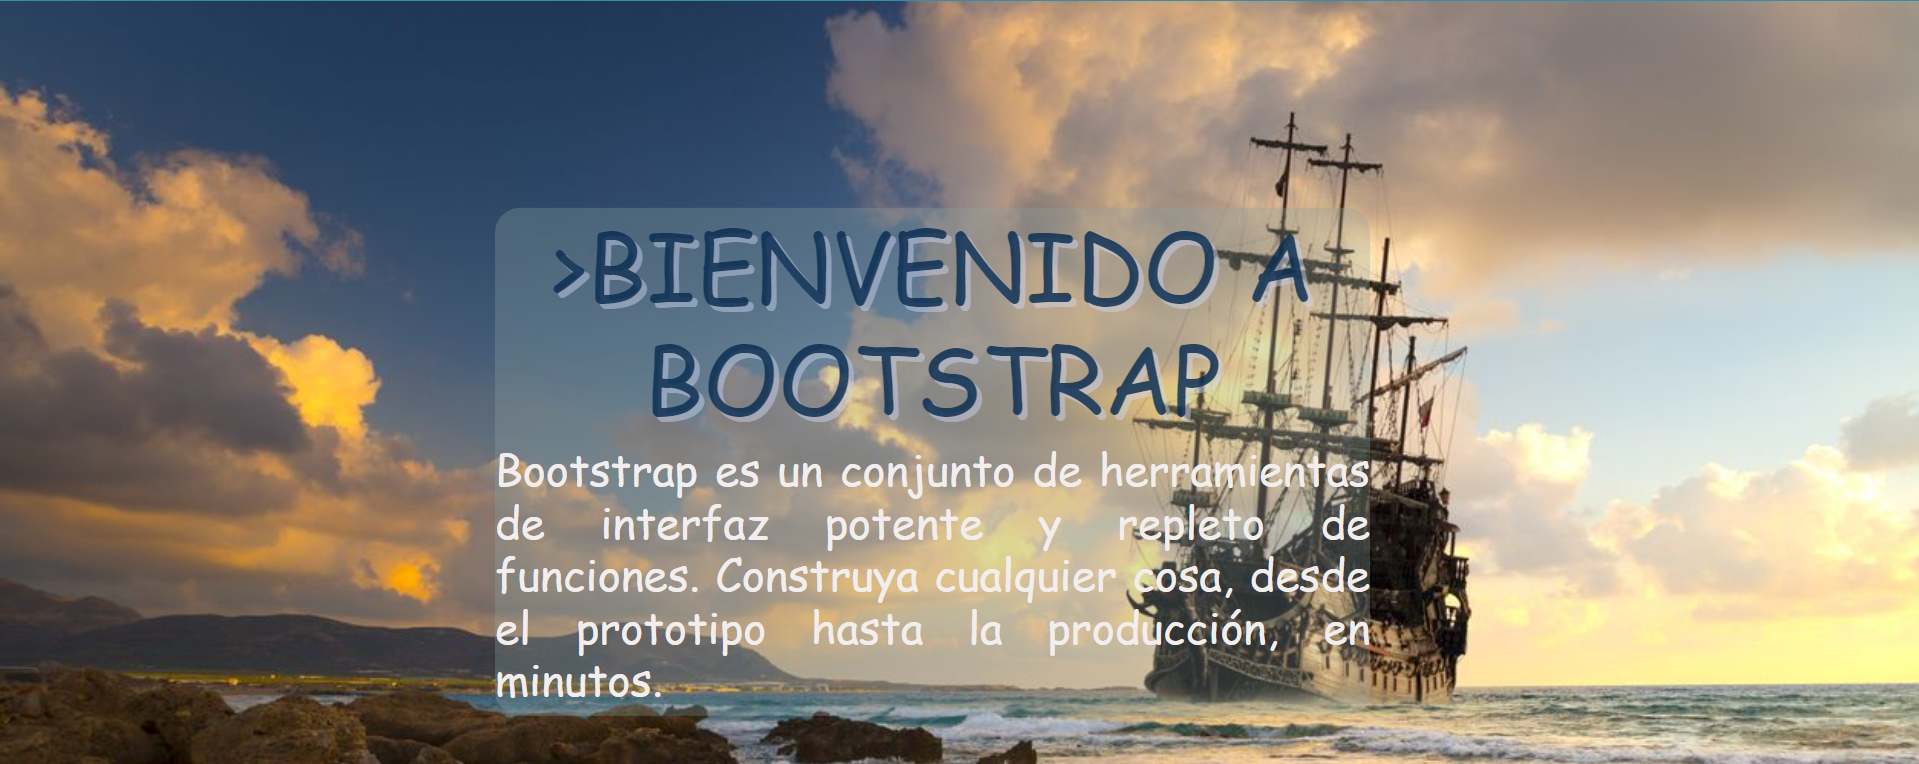 >BIENVENIDO A
BOOTSTRAP
Bootstrap es un conjunto de herramientas
de interfaz potente y repleto de
funciones. Construya cualquier cosa, desde
el prototipo hasta la producción, en
minutos.